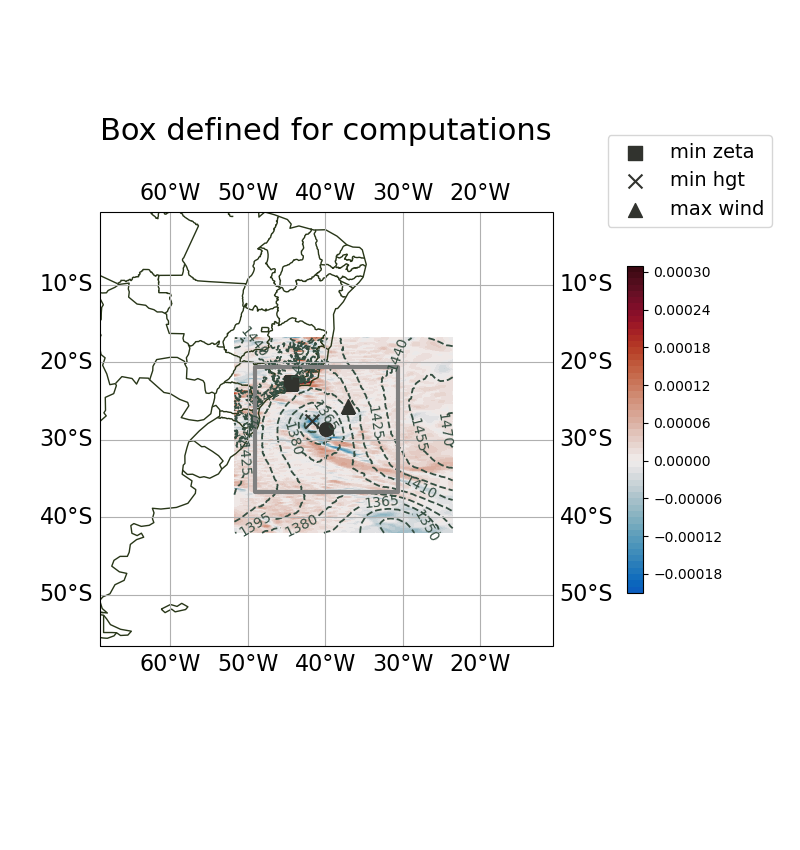 Box defined for computations
min zeta
min hgt
max wind
60°W 50°W 40°W 30°W 20°W
10°S 10°S
20°S 20°S
30°S 30°S
40°S 40°S
50°S 50°S
60°W 50°W 40°W 30°W 20°W
0.00030
0.00024
0.00018
0.00012
0.00006
0.00000
−0.00006
−0.00012
−0.00018
1440
1425
1455
1470
1380
1425
1410
1365
1395
1380
1350